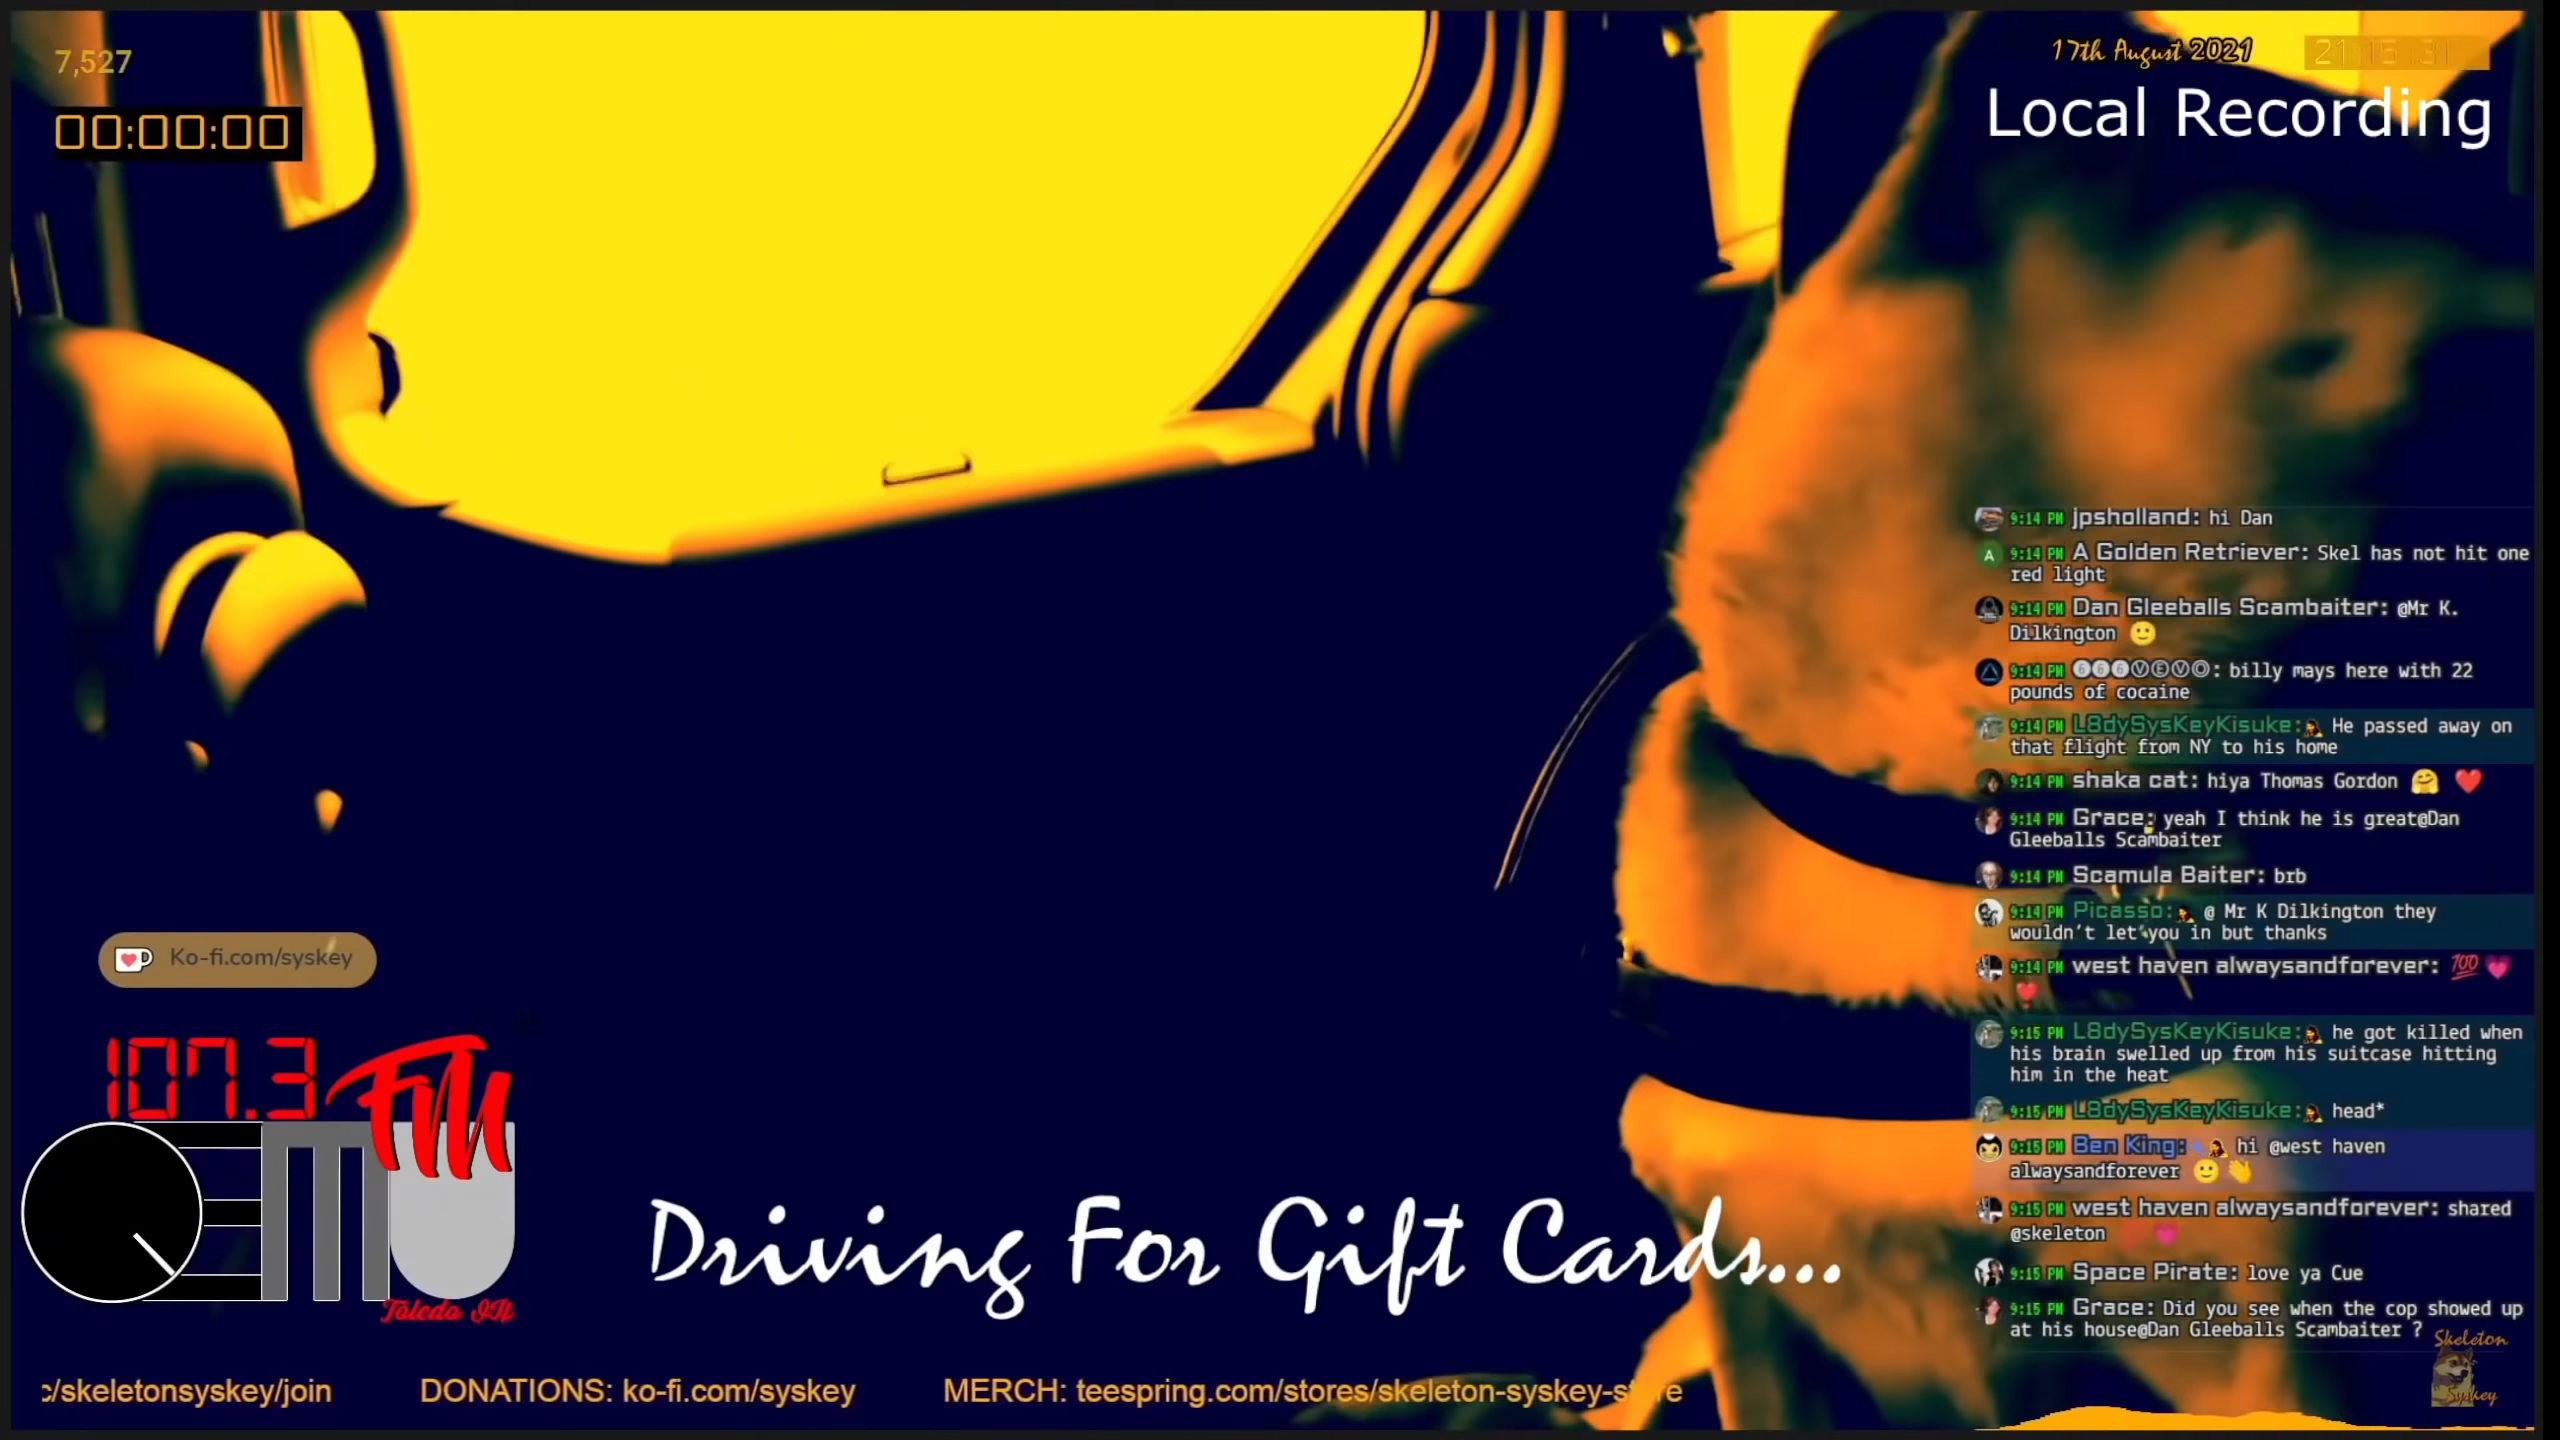 7,527
00:00:00
17th August 2021
21:15:31
Local Recording
9:14 PM jpsholland: hi Dan
9:14 PM A Golden Retriever: Skel has not hit one
red light
9:14 PM Dan Gleeballs Scambaiter: @Mr K.
Dilkington 🙂
9:14 PM ➏➏➏ⓋⒺⓋⓄ: billy mays here with 22
pounds of cocaine
9:14 PM L8dySysKeyKisuke: He passed away on
that flight from NY to his home
9:14 PM shaka cat: hiya Thomas Gordon 🤗 ❤️
9:14 PM Grace: yeah I think he is great@Dan
Gleeballs Scambaiter
9:14 PM Scamula Baiter: brb
9:14 PM Picasso: @ Mr K Dilkington they
wouldn't let you in but thanks
9:14 PM west haven alwaysandforever: 💯 💗
❤️
9:15 PM L8dySysKeyKisuke: he got killed when
his brain swelled up from his suitcase hitting
him in the heat
9:15 PM L8dySysKeyKisuke: head*
9:15 PM Ben King: hi @west haven
alwaysandforever 🙂 👋
9:15 PM west haven alwaysandforever: shared
@skeleton 💗
9:15 PM Space Pirate: love ya Cue
9:15 PM Grace: Did you see when the cop showed up
at his house@Dan Gleeballs Scambaiter ?
Ko-fi.com/syskey
107.3 FM
EMU
Toledo OH
Driving For Gift Cards...
c/skeletonsyskey/join DONATIONS: ko-fi.com/syskey MERCH: teespring.com/stores/skeleton-syskey-store
Skeleton
Syskey